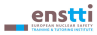 enstti
EUROPEAN NUCLEAR SAFETY
TRAINING & TUTORING INSTITUTE